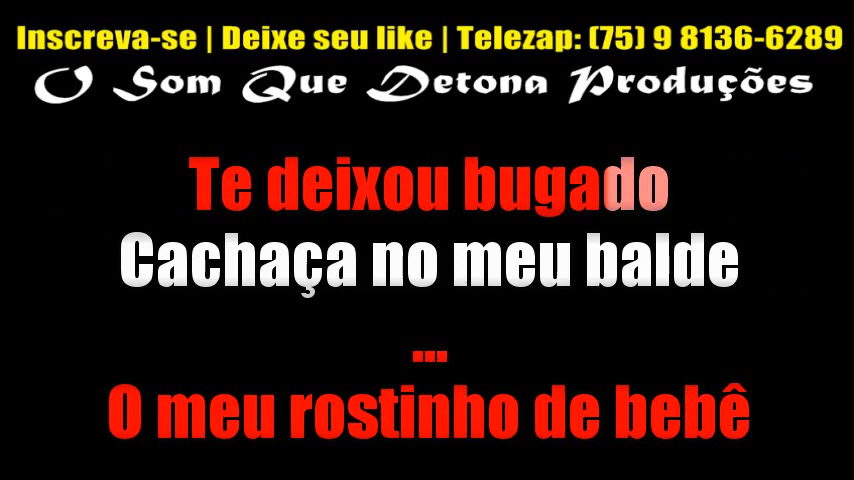 Inscreva-se | Deixe seu like | Telezap: (75) 9 8136-6289
O Som Que Detona Produções
Te deixou bugado
Cachaça no meu balde
...
O meu rostinho de bebê